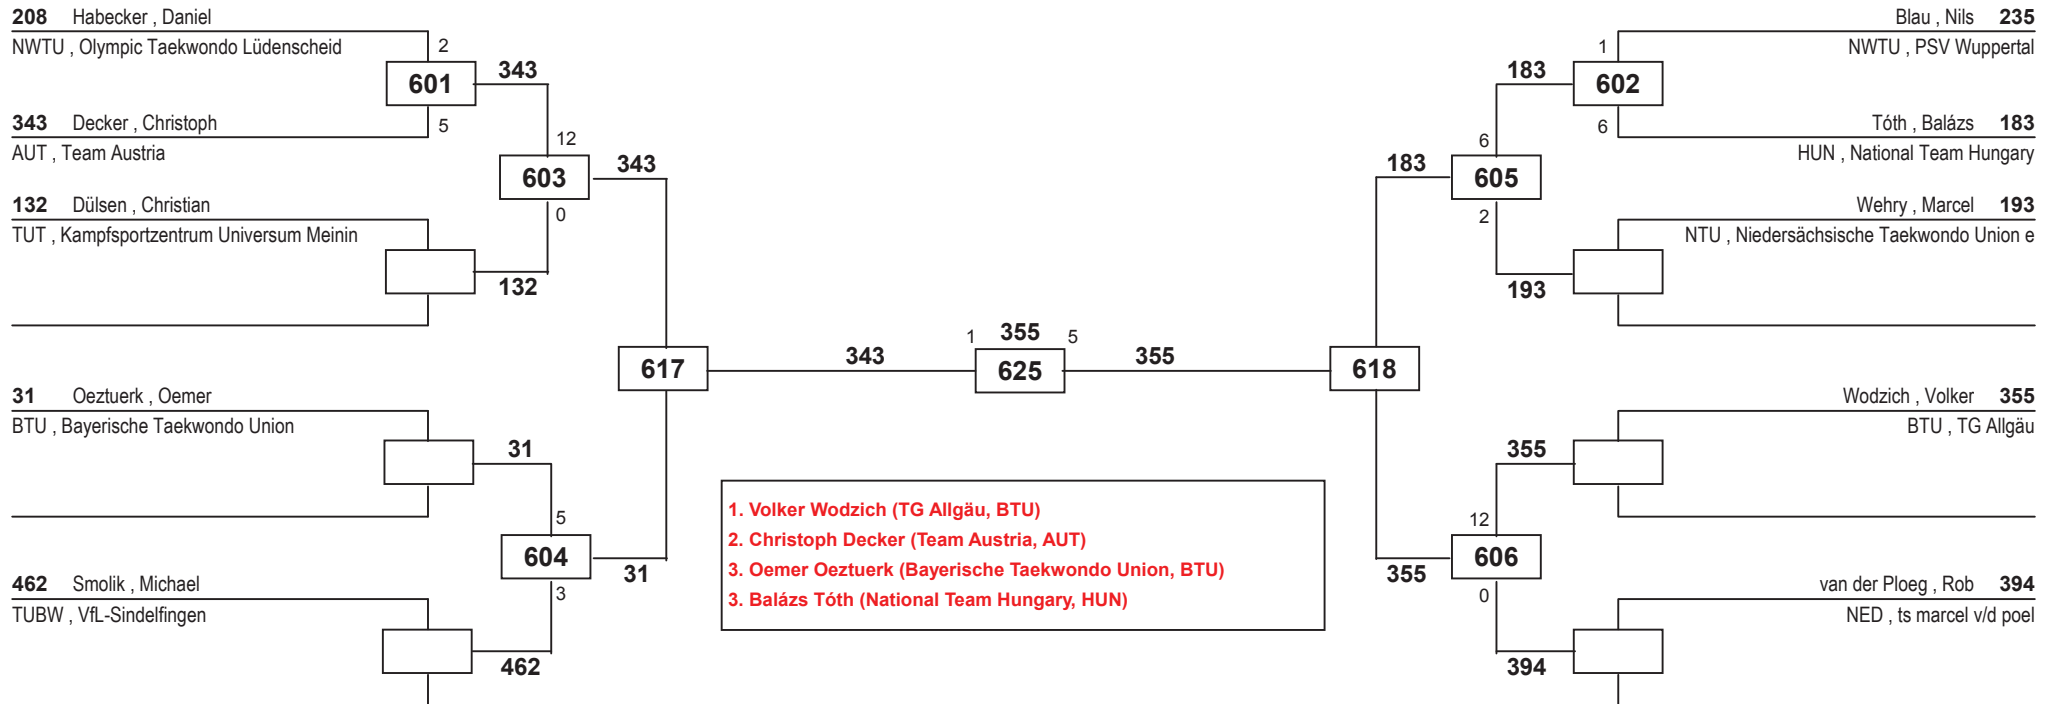 208 Habecker , Daniel
NWTU , Olympic Taekwondo Lüdenscheid
2
601
343
5
343 Decker , Christoph
AUT , Team Austria
12
603
343
0
132 Dülsen , Christian
TUT , Kampfsportzentrum Universum Meinin
132
617
343
31 Oeztuerk , Oemer
BTU , Bayerische Taekwondo Union
31
5
604
31
3
462 Smolik , Michael
TUBW , VfL-Sindelfingen
462
1 355 5
625
355
618
1. Volker Wodzich (TG Allgäu, BTU)
2. Christoph Decker (Team Austria, AUT)
3. Oemer Oeztuerk (Bayerische Taekwondo Union, BTU)
3. Balázs Tóth (National Team Hungary, HUN)
Blau , Nils 235
NWTU , PSV Wuppertal
1
183
602
6
Tóth , Balázs 183
HUN , National Team Hungary
6
183
605
2
Wehry , Marcel 193
NTU , Niedersächsische Taekwondo Union e
193
Wodzich , Volker 355
BTU , TG Allgäu
355
12
606
355
0
van der Ploeg , Rob 394
NED , ts marcel v/d poel
394